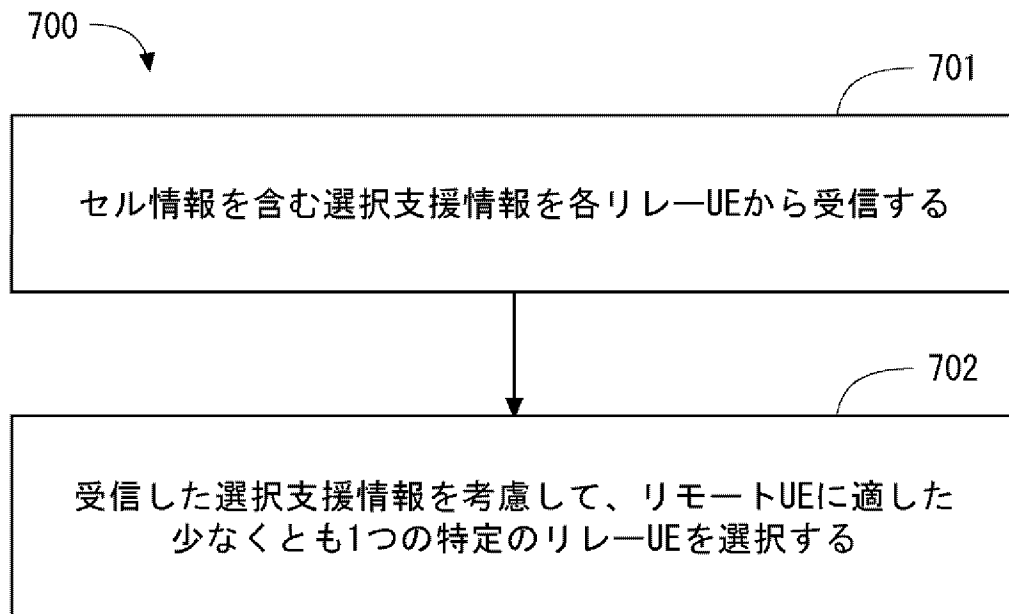 700
701
セル情報を含む選択支援情報を各リレーUEから受信する
702
受信した選択支援情報を考慮して、リモートUEに適した
少なくとも1つの特定のリレーUEを選択する